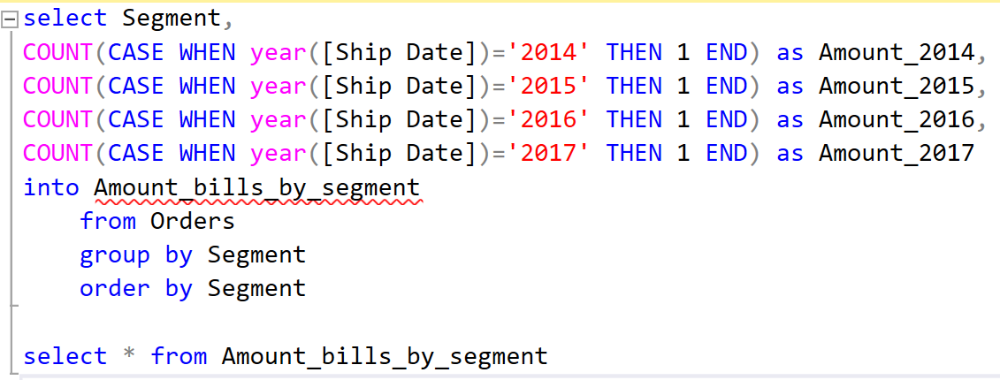 select Segment,
COUNT(CASE WHEN year([Ship Date])='2014' THEN 1 END) as Amount_2014,
COUNT(CASE WHEN year([Ship Date])='2015' THEN 1 END) as Amount_2015,
COUNT(CASE WHEN year([Ship Date])='2016' THEN 1 END) as Amount_2016,
COUNT(CASE WHEN year([Ship Date])='2017' THEN 1 END) as Amount_2017
into Amount_bills_by_segment
from Orders
group by Segment
order by Segment
select * from Amount_bills_by_segment